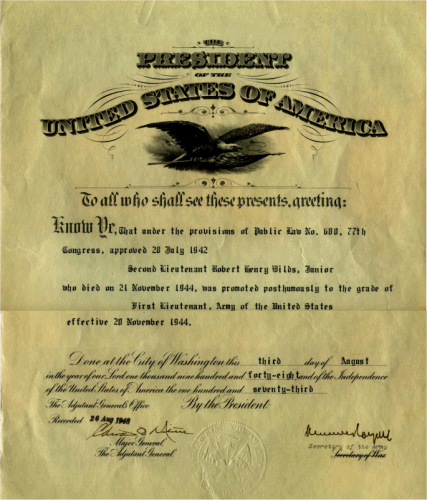 THE
PRESIDENT
OF THE
UNITED STATES OF AMERICA
To all who shall see these presents, greeting:
Know Ye, That under the provisions of Public Law No. 680, 77th
Congress, approved 28 July 1942
Second Lieutenant Robert Henry Wilds, Junior
who died on 21 November 1944, was promoted posthumously to the grade of
First Lieutenant, Army of the United States
effective 28 November 1944.
Done at the City of Washington this third day of August
in the year of our Lord one thousand nine hundred and forty-eight and of the Independence
of the United States of America the one hundred and seventy-third
The Adjutant General's Office By the President:
Recorded 26 Aug 1948
Major General
The Adjutant General.
Secretary of the Army
Secretary of War